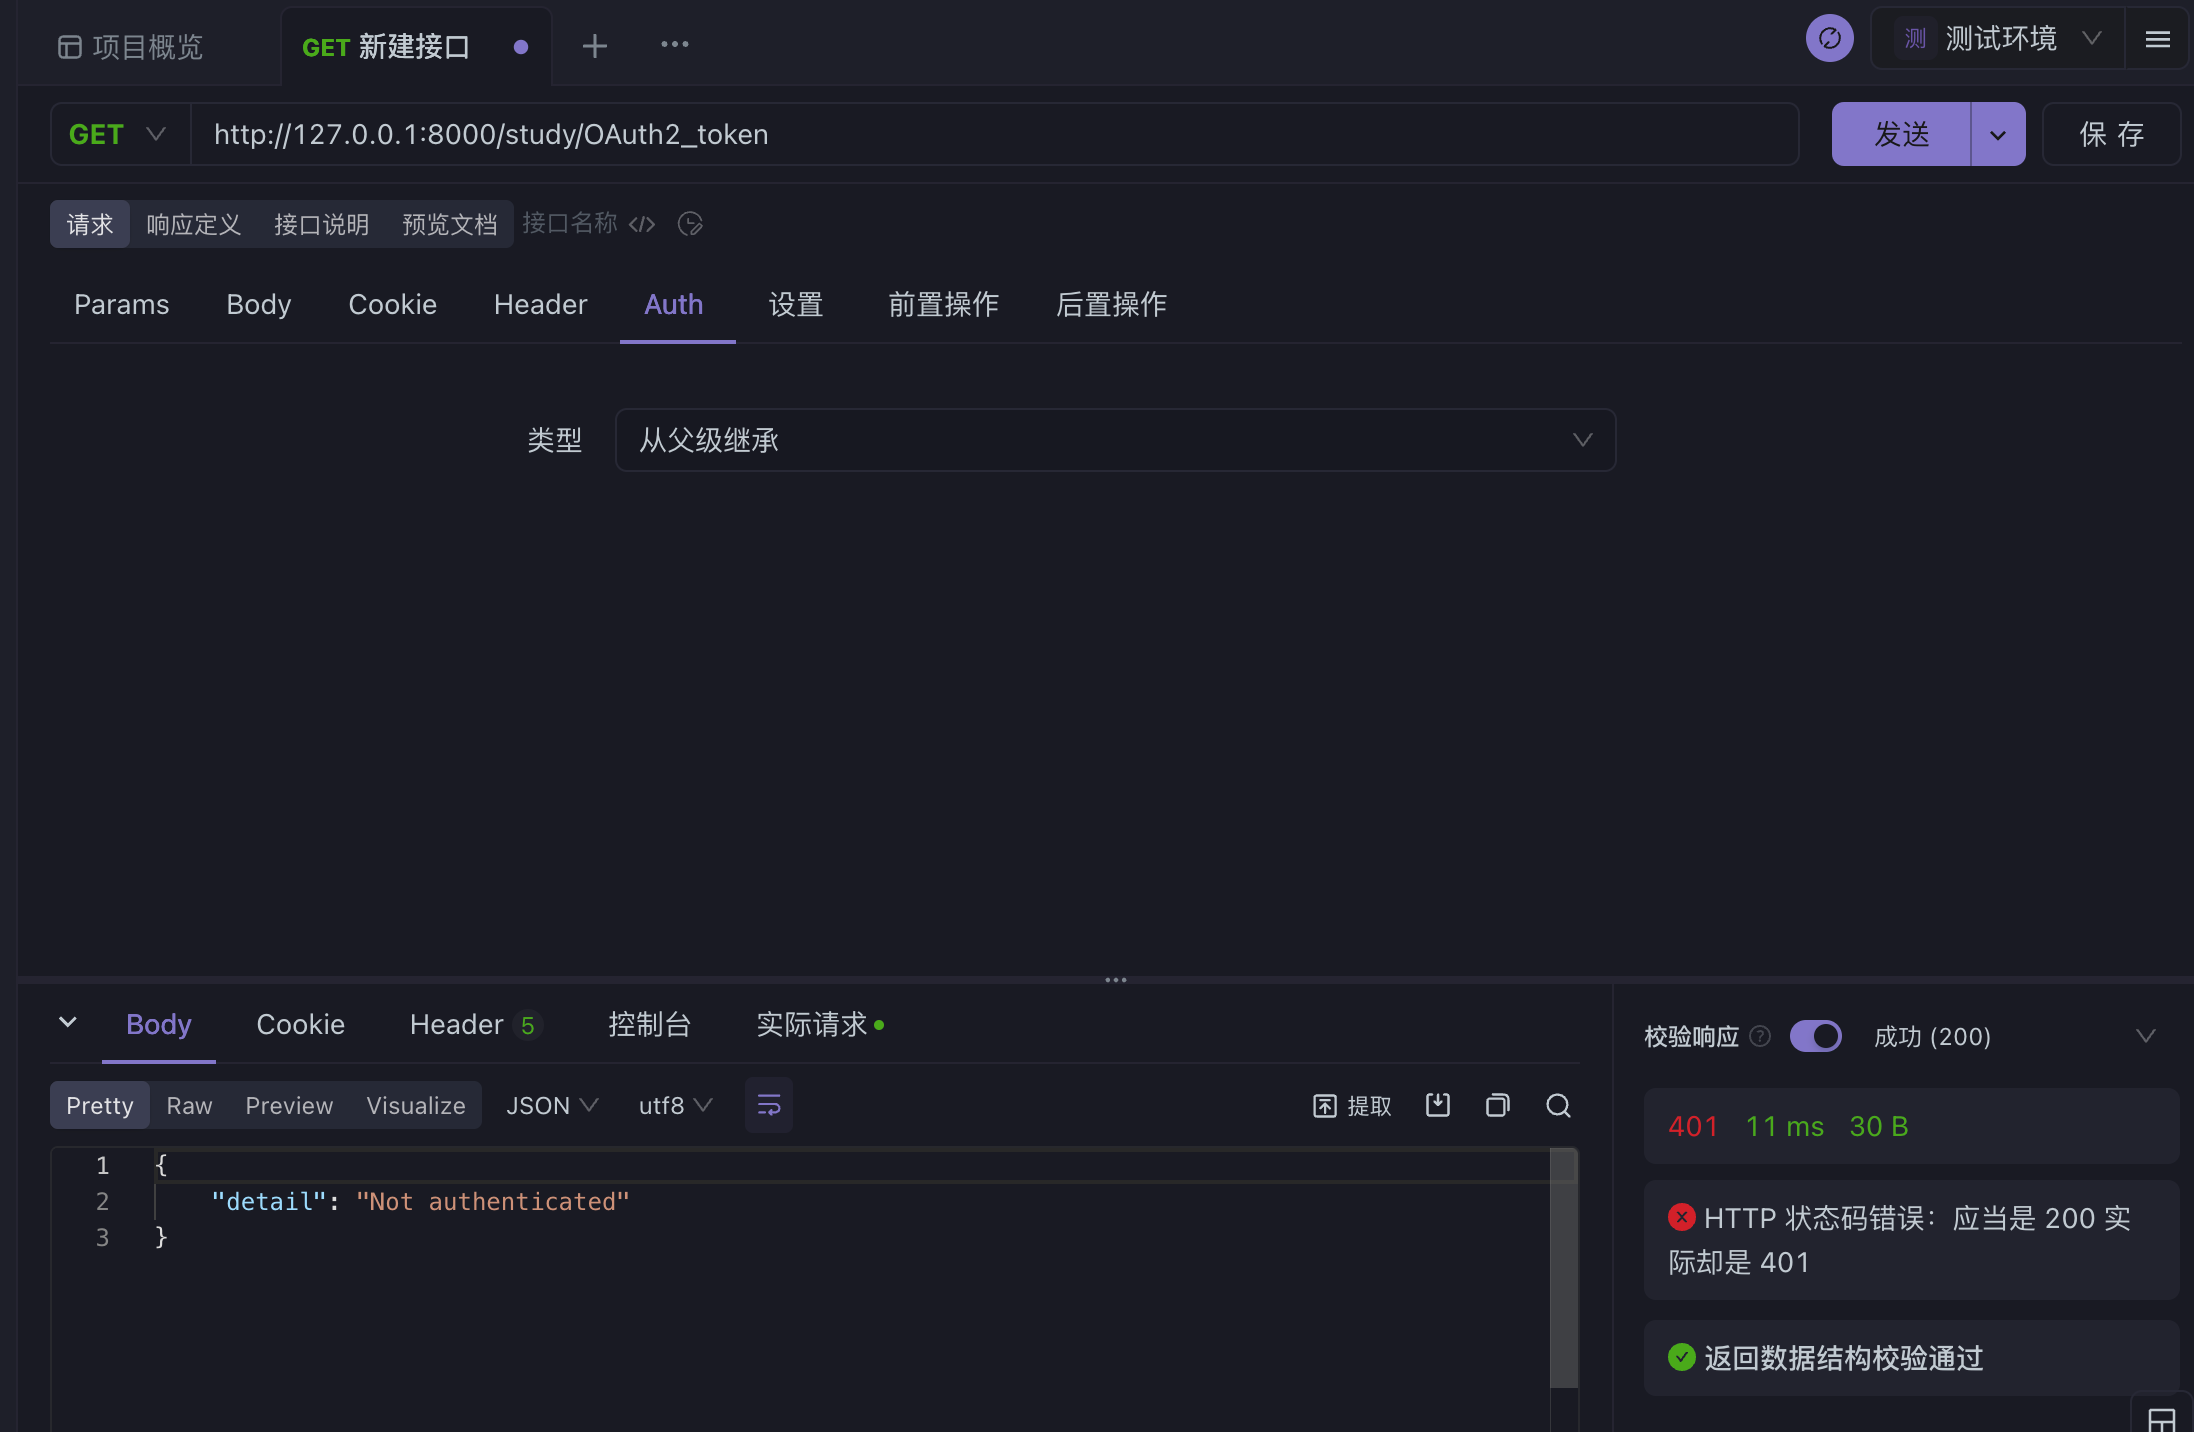 项目概览
GET 新建接口
测 测试环境
GET http://127.0.0.1:8000/study/OAuth2_token
发送
保 存
请求 响应定义 接口说明 预览文档 接口名称
Params Body Cookie Header Auth 设置 前置操作 后置操作
类型 从父级继承
Body Cookie Header 5 控制台 实际请求
Pretty Raw Preview Visualize JSON utf8 提取
1 {
2 "detail": "Not authenticated"
3 }
校验响应 ? 成功 (200)
401 11 ms 30 B
HTTP 状态码错误：应当是 200 实
际却是 401
返回数据结构校验通过